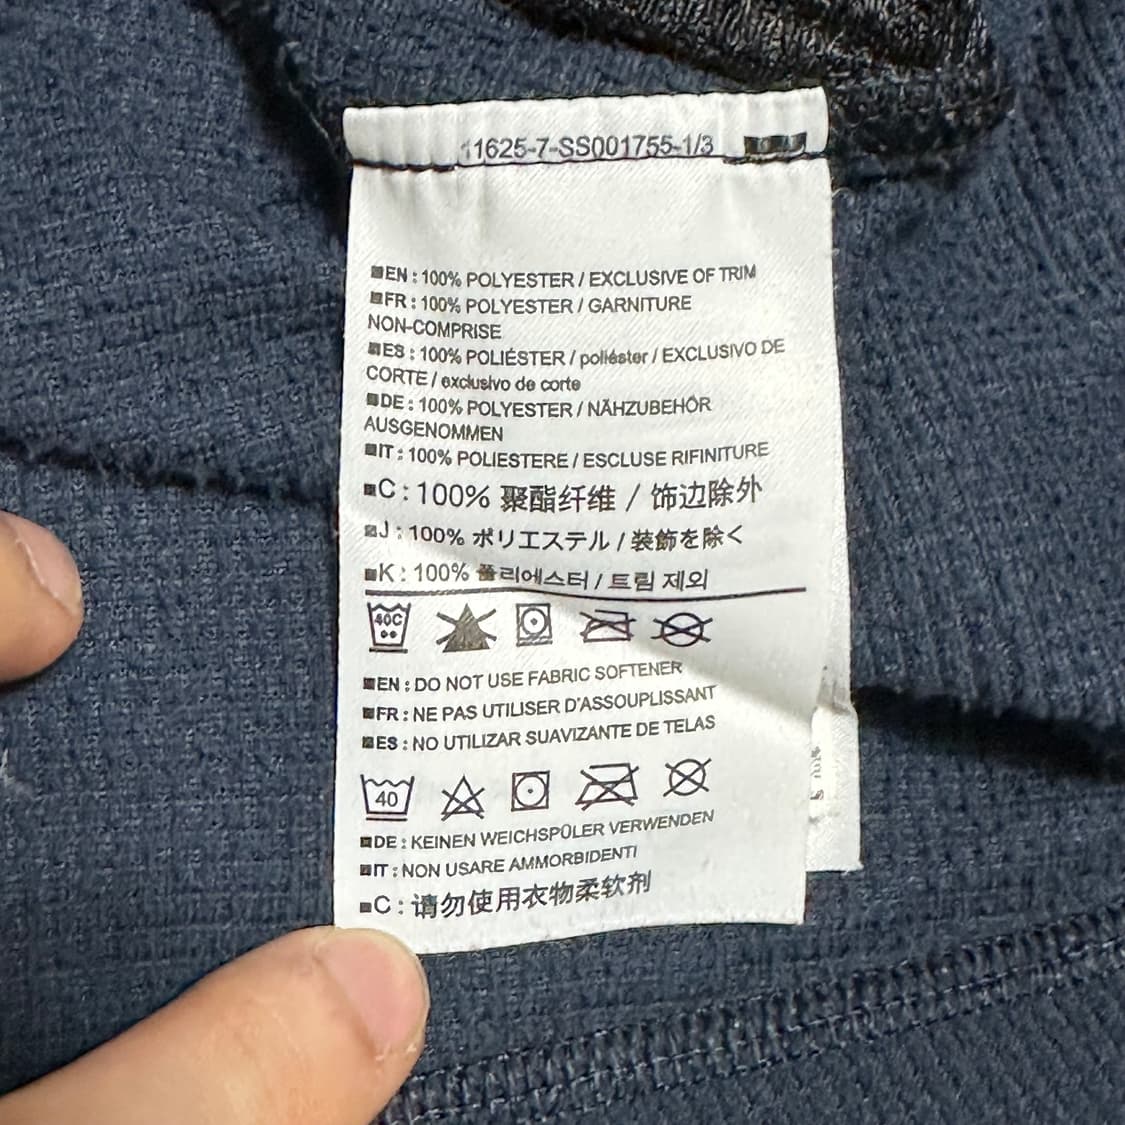 11625-7-SS001755-1/3
EN : 100% POLYESTER / EXCLUSIVE OF TRIM
FR : 100% POLYESTER / GARNITURE
NON-COMPRISE
ES : 100% POLIÉSTER / poliéster / EXCLUSIVO DE
CORTE / exclusivo de corte
DE : 100% POLYESTER / NÄHZUBEHÖR
AUSGENOMMEN
IT : 100% POLIESTERE / ESCLUSE RIFINITURE
C : 100% 聚酯纤维 / 饰边除外
J : 100% ポリエステル / 装飾を除く
K : 100% 폴리에스터 / 트림 제외
40C
EN : DO NOT USE FABRIC SOFTENER
FR : NE PAS UTILISER D'ASSOUPLISSANT
ES : NO UTILIZAR SUAVIZANTE DE TELAS
40
DE : KEINEN WEICHSPÜLER VERWENDEN
IT : NON USARE AMMORBIDENTI
C : 请勿使用衣物柔软剂